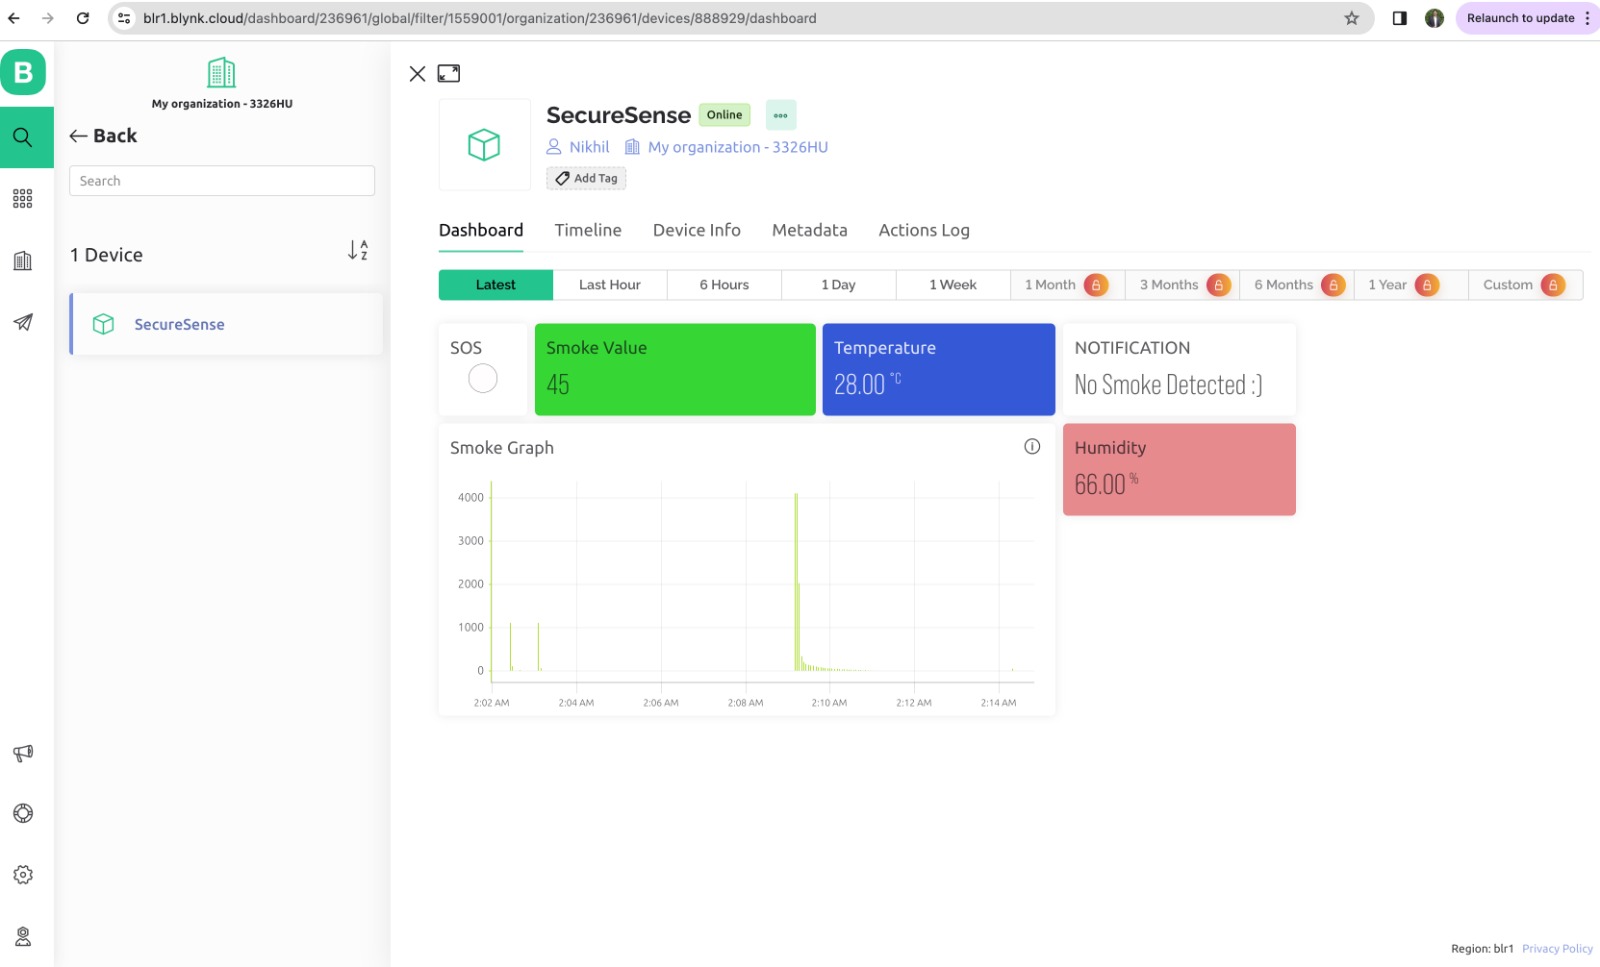 blr1.blynk.cloud/dashboard/236961/global/filter/1559001/organization/236961/devices/888929/dashboard
Relaunch to update
B
My organization - 3326HU
Back
Search
1 Device
A
Z
SecureSense
SecureSense Online
Nikhil My organization - 3326HU
Add Tag
Dashboard Timeline Device Info Metadata Actions Log
Latest Last Hour 6 Hours 1 Day 1 Week 1 Month 3 Months 6 Months 1 Year Custom
SOS
Smoke Value
45
Temperature
28.00 °C
NOTIFICATION
No Smoke Detected :)
Smoke Graph
4000
3000
2000
1000
0
2:02 AM 2:04 AM 2:06 AM 2:08 AM 2:10 AM 2:12 AM 2:14 AM
Humidity
66.00 %
Region: blr1 Privacy Policy